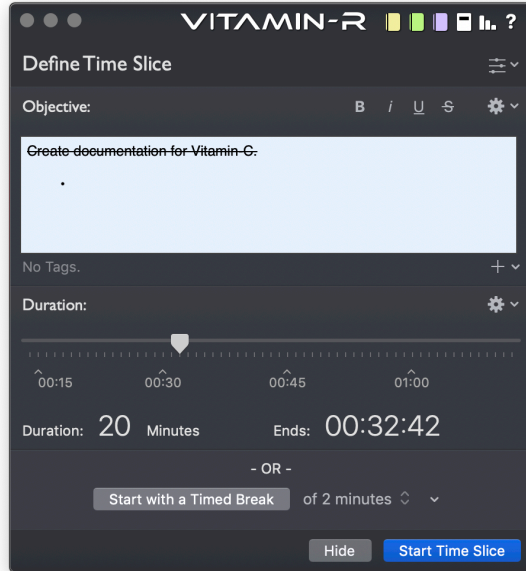 VITAMIN-R ?
Define Time Slice
Objective: B i U S
Create documentation for Vitamin-C.
•
No Tags.
Duration:
00:15 00:30 00:45 01:00
Duration: 20 Minutes Ends: 00:32:42
- OR -
Start with a Timed Break of 2 minutes
Hide Start Time Slice